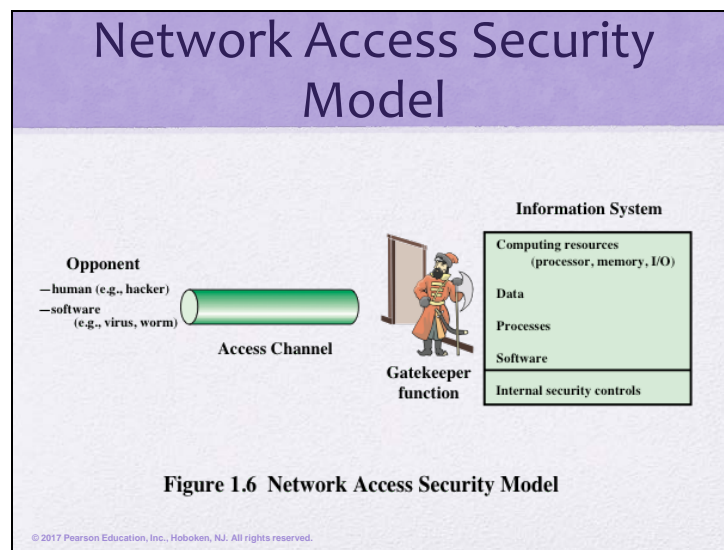 Network Access Security
Model
Information System
Opponent
—human (e.g., hacker)
—software
(e.g., virus, worm)
Access Channel
Gatekeeper
function
Computing resources
(processor, memory, I/O)
Data
Processes
Software
Internal security controls
Figure 1.6 Network Access Security Model
© 2017 Pearson Education, Inc., Hoboken, NJ. All rights reserved.